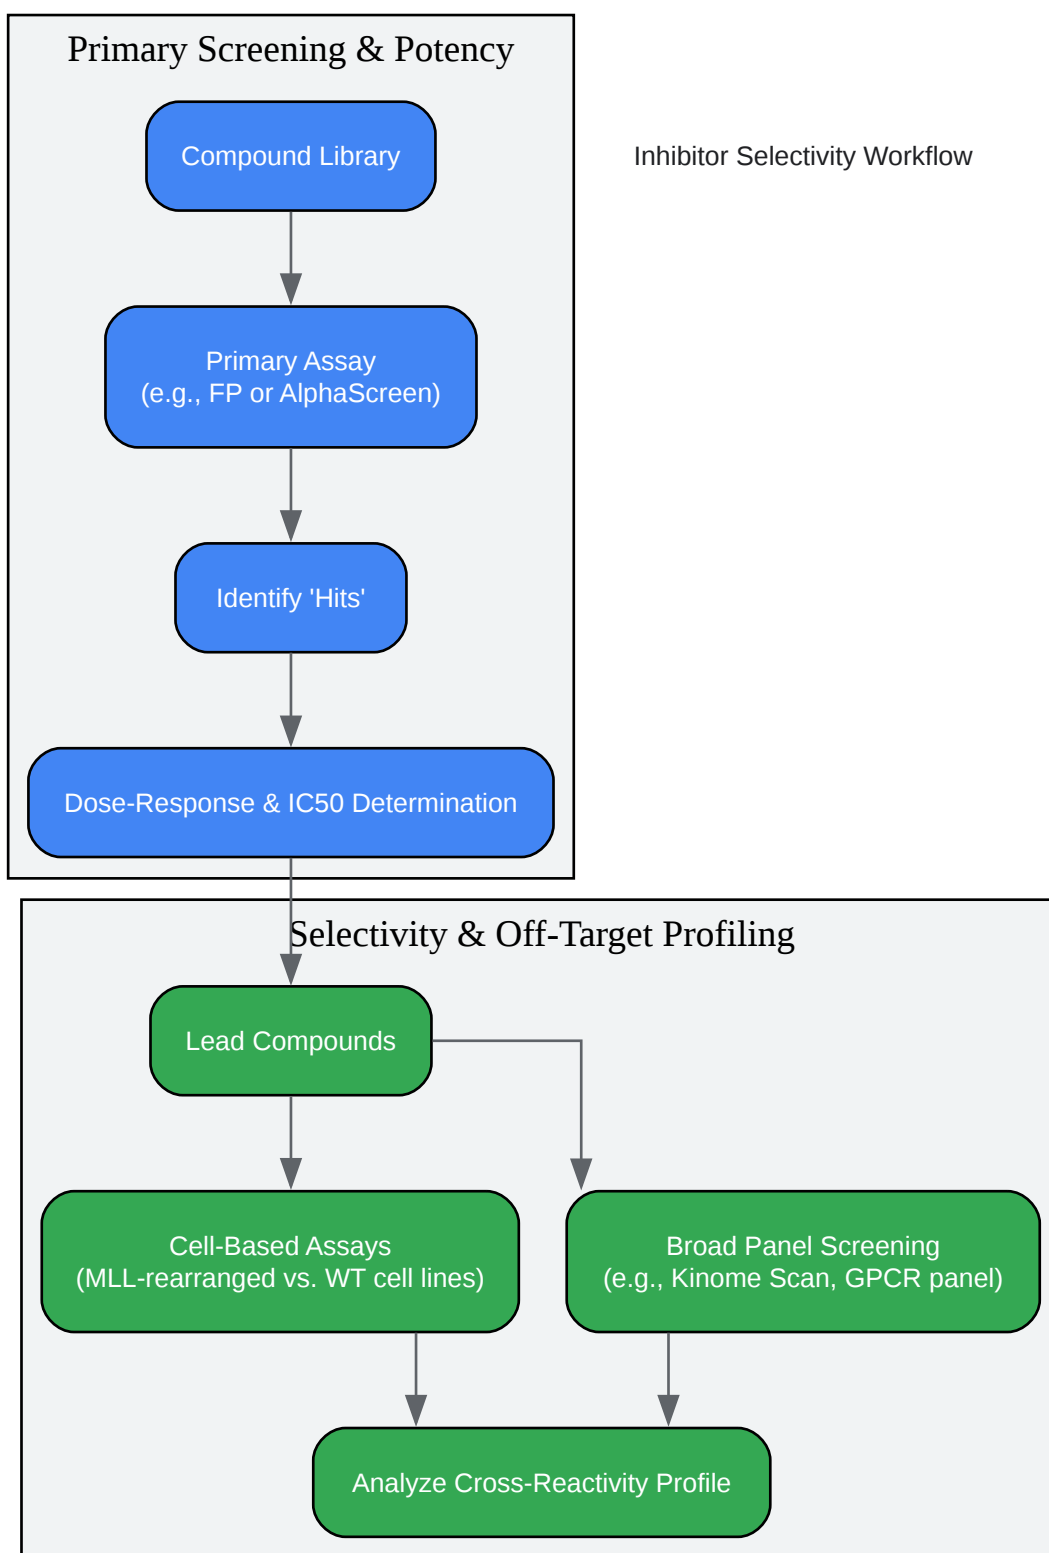 Primary Screening & Potency
Compound Library
Inhibitor Selectivity Workflow
Primary Assay
(e.g., FP or AlphaScreen)
Identify 'Hits'
Dose-Response & IC50 Determination
Selectivity & Off-Target Profiling
Lead Compounds
Cell-Based Assays
(MLL-rearranged vs. WT cell lines)
Broad Panel Screening
(e.g., Kinome Scan, GPCR panel)
Analyze Cross-Reactivity Profile